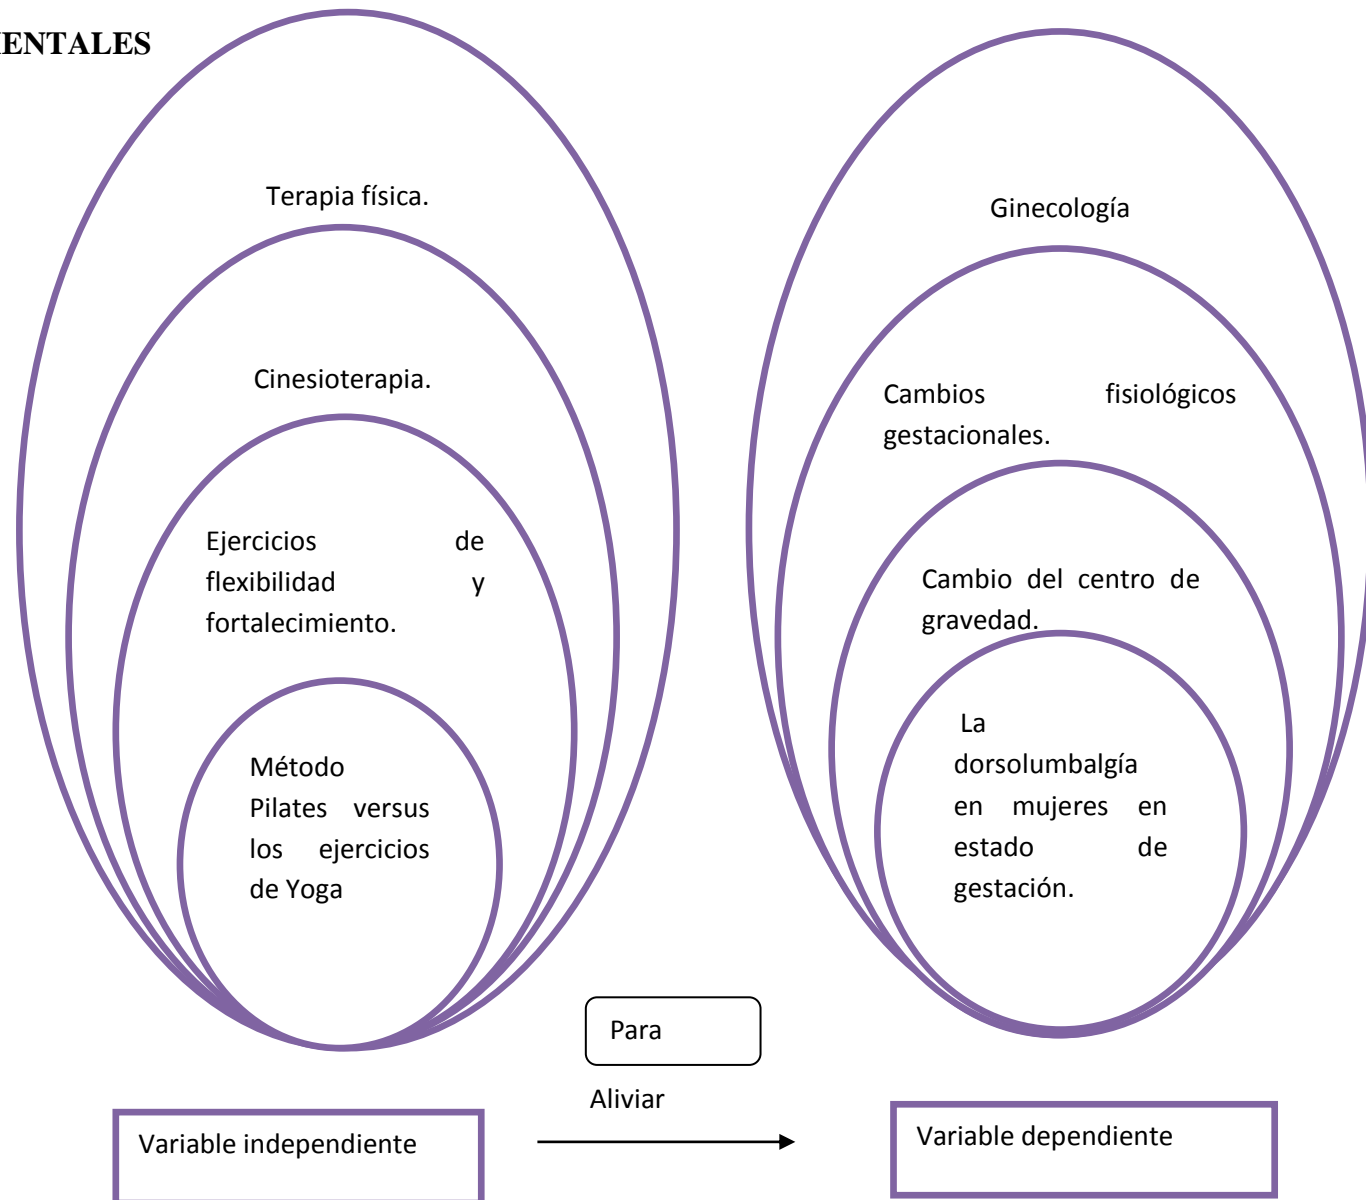 IENTALES
Terapia física.
Cinesioterapia.
Ejercicios de
flexibilidad y
fortalecimiento.
Método
Pilates versus
los ejercicios
de Yoga
Ginecología
Cambios fisiológicos
gestacionales.
Cambio del centro de
gravedad.
La
dorsolumbalgía
en mujeres en
estado de
gestación.
Para
Aliviar
Variable independiente
Variable dependiente